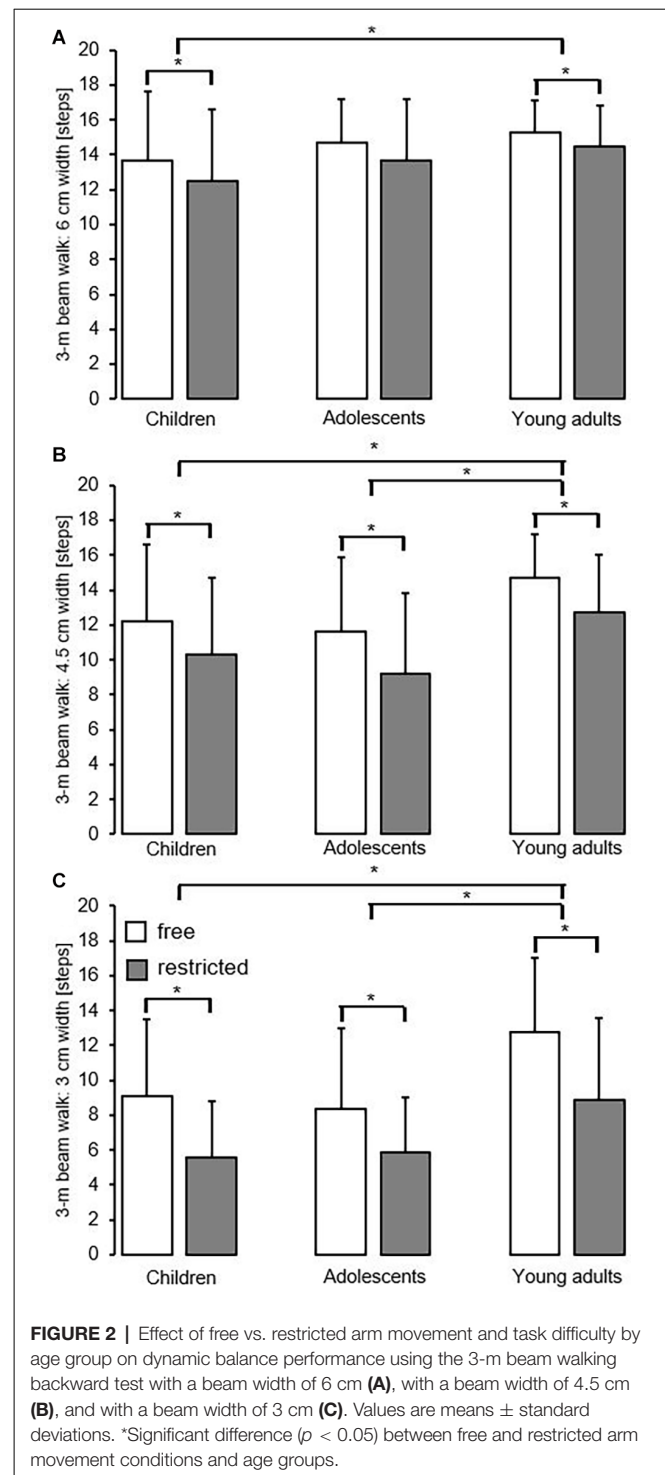 A
*
20
18
16
14
12
10
8
6
4
2
0
3-m beam walk: 6 cm width [steps]
*
*
Children Adolescents Young adults
B
*
*
20
18
16
14
12
10
8
6
4
2
0
3-m beam walk: 4.5 cm width [steps]
*
*
*
Children Adolescents Young adults
C
*
*
20
18
16
14
12
10
8
6
4
2
0
3-m beam walk: 3 cm width [steps]
free
restricted
*
*
*
Children Adolescents Young adults
FIGURE 2 | Effect of free vs. restricted arm movement and task difficulty by
age group on dynamic balance performance using the 3-m beam walking
backward test with a beam width of 6 cm (A), with a beam width of 4.5 cm
(B), and with a beam width of 3 cm (C). Values are means ± standard
deviations. *Significant difference (p < 0.05) between free and restricted arm
movement conditions and age groups.